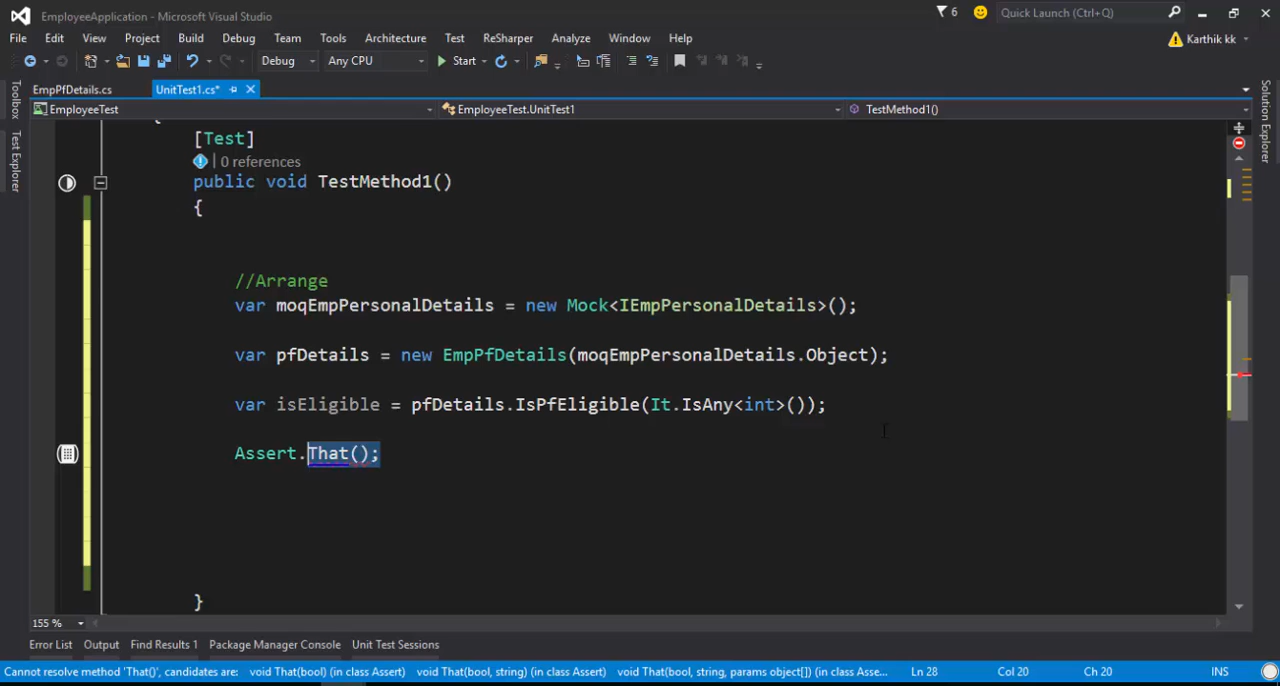 EmployeeApplication - Microsoft Visual Studio
6
Quick Launch (Ctrl+Q)
File Edit View Project Build Debug Team Tools Architecture Test ReSharper Analyze Window Help
Karthik kk
Debug Any CPU Start
Toolbox
Test Explorer
Solution Explorer
EmpPfDetails.cs UnitTest1.cs*
EmployeeTest EmployeeTest.UnitTest1 TestMethod1()
{
[Test]
| 0 references
public void TestMethod1()
{
//Arrange
var moqEmpPersonalDetails = new Mock<IEmpPersonalDetails>();
var pfDetails = new EmpPfDetails(moqEmpPersonalDetails.Object);
var isEligible = pfDetails.IsPfEligible(It.IsAny<int>());
Assert.That();
}
155 %
Error List Output Find Results 1 Package Manager Console Unit Test Sessions
Cannot resolve method 'That()', candidates are: void That(bool) (in class Assert) void That(bool, string) (in class Assert) void That(bool, string, params object[]) (in class Asse... Ln 28 Col 20 Ch 20 INS